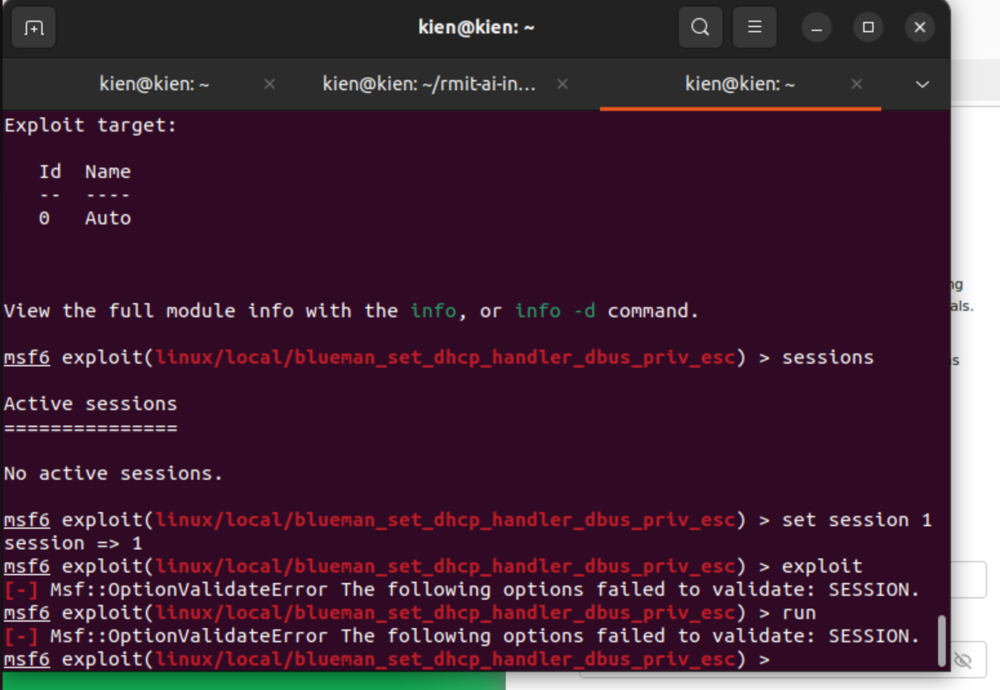 kien@kien: ~
kien@kien: ~
kien@kien: ~/rmit-ai-in...
kien@kien: ~
Exploit target:
Id  Name
--  ----
0   Auto
View the full module info with the info, or info -d command.
msf6 exploit(linux/local/blueman_set_dhcp_handler_dbus_priv_esc) > sessions
Active sessions
===============
No active sessions.
msf6 exploit(linux/local/blueman_set_dhcp_handler_dbus_priv_esc) > set session 1
session => 1
msf6 exploit(linux/local/blueman_set_dhcp_handler_dbus_priv_esc) > exploit
[-] Msf::OptionValidateError The following options failed to validate: SESSION.
msf6 exploit(linux/local/blueman_set_dhcp_handler_dbus_priv_esc) > run
[-] Msf::OptionValidateError The following options failed to validate: SESSION.
msf6 exploit(linux/local/blueman_set_dhcp_handler_dbus_priv_esc) >